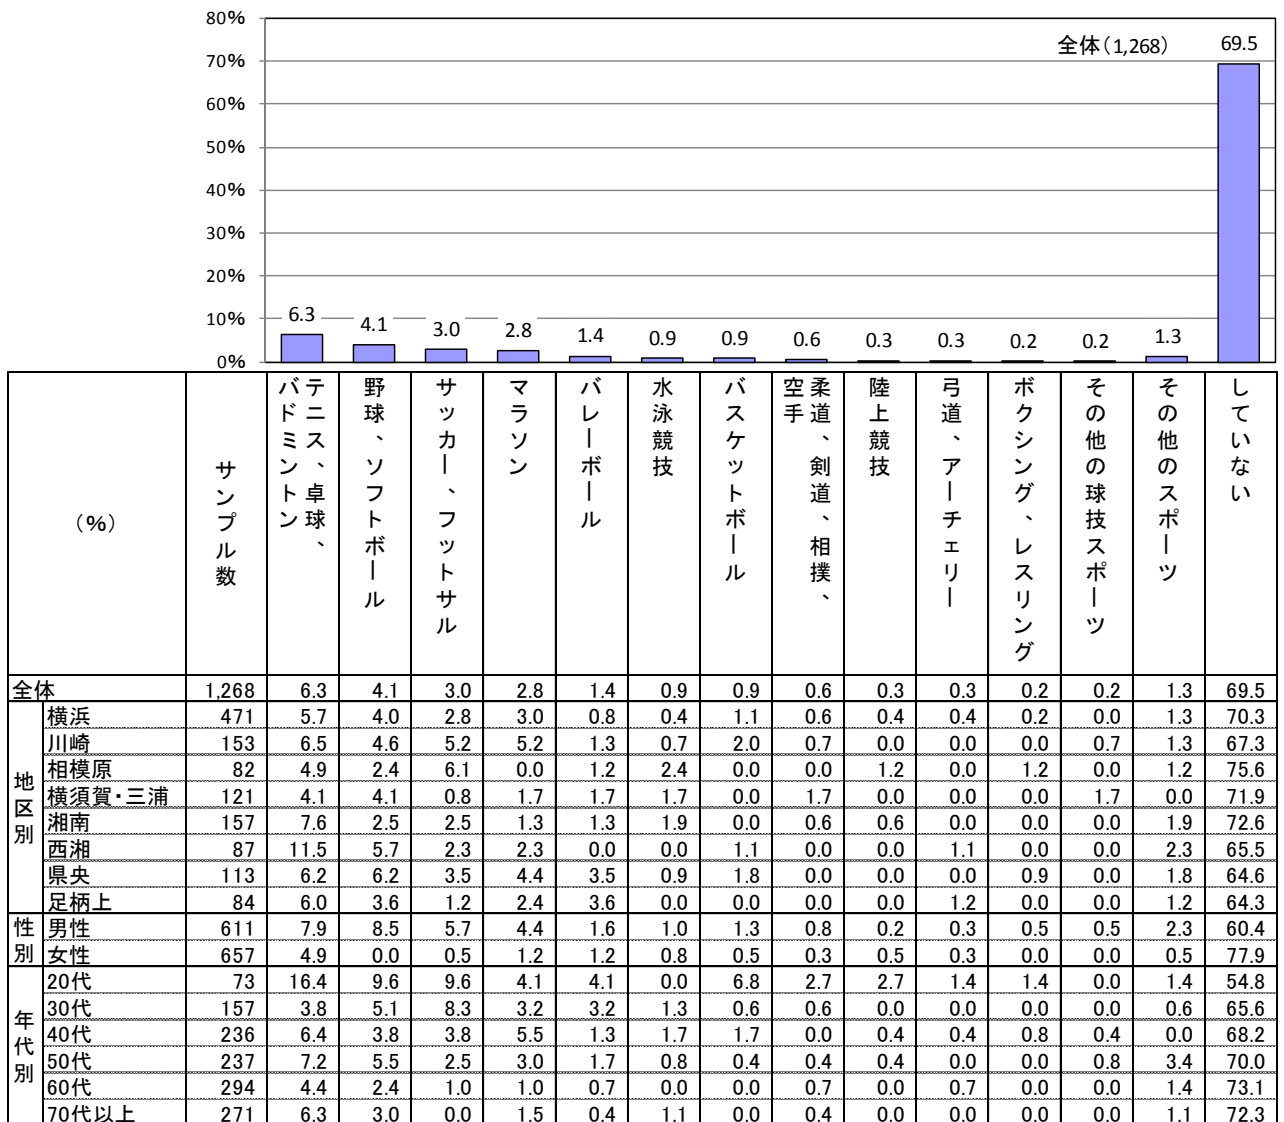 80%
70%
60%
50%
40%
30%
20%
10%
0%
全体（1,268）
6.3 4.1 3.0 2.8 1.4 0.9 0.9 0.6 0.3 0.3 0.2 0.2 1.3 69.5
（%）
サンプル数
テニス、卓球、
バドミントン
野球、ソフトボール
サッカー、フットサル
マラソン
バレーボール
水泳競技
バスケットボール
柔道、剣道、相撲、
空手
陸上競技
弓道、アーチェリー
ボクシング、レスリング
その他の球技スポーツ
その他のスポーツ
していない
全体 1,268 6.3 4.1 3.0 2.8 1.4 0.9 0.9 0.6 0.3 0.3 0.2 0.2 1.3 69.5
地区別
横浜 471 5.7 4.0 2.8 3.0 0.8 0.4 1.1 0.6 0.4 0.4 0.2 0.0 1.3 70.3
川崎 153 6.5 4.6 5.2 5.2 1.3 0.7 2.0 0.7 0.0 0.0 0.0 0.7 1.3 67.3
相模原 82 4.9 2.4 6.1 0.0 1.2 2.4 0.0 0.0 1.2 0.0 1.2 0.0 1.2 75.6
横須賀・三浦 121 4.1 4.1 0.8 1.7 1.7 1.7 0.0 1.7 0.0 0.0 0.0 1.7 0.0 71.9
湘南 157 7.6 2.5 2.5 1.3 1.3 1.9 0.0 0.6 0.6 0.0 0.0 0.0 1.9 72.6
西湘 87 11.5 5.7 2.3 2.3 0.0 0.0 1.1 0.0 0.0 1.1 0.0 0.0 2.3 65.5
県央 113 6.2 6.2 3.5 4.4 3.5 0.9 1.8 0.0 0.0 0.0 0.9 0.0 1.8 64.6
足柄上 84 6.0 3.6 1.2 2.4 3.6 0.0 0.0 0.0 0.0 1.2 0.0 0.0 1.2 64.3
性別
男性 611 7.9 8.5 5.7 4.4 1.6 1.0 1.3 0.8 0.2 0.3 0.5 0.5 2.3 60.4
女性 657 4.9 0.0 0.5 1.2 1.2 0.8 0.5 0.3 0.5 0.3 0.0 0.0 0.5 77.9
年代別
20代 73 16.4 9.6 9.6 4.1 4.1 0.0 6.8 2.7 2.7 1.4 1.4 0.0 1.4 54.8
30代 157 3.8 5.1 8.3 3.2 3.2 1.3 0.6 0.6 0.0 0.0 0.0 0.0 0.6 65.6
40代 236 6.4 3.8 3.8 5.5 1.3 1.7 1.7 0.0 0.4 0.4 0.8 0.4 0.0 68.2
50代 237 7.2 5.5 2.5 3.0 1.7 0.8 0.4 0.4 0.4 0.0 0.0 0.8 3.4 70.0
60代 294 4.4 2.4 1.0 1.0 0.7 0.0 0.0 0.7 0.0 0.7 0.0 0.0 1.4 73.1
70代以上 271 6.3 3.0 0.0 1.5 0.4 1.1 0.0 0.4 0.0 0.0 0.0 0.0 1.1 72.3